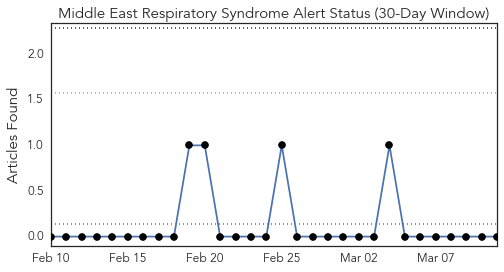 Middle East Respiratory Syndrome Alert Status (30-Day Window)
Articles Found
2.0
1.5
1.0
0.5
0.0
Feb 10 Feb 15 Feb 20 Feb 25 Mar 02 Mar 07